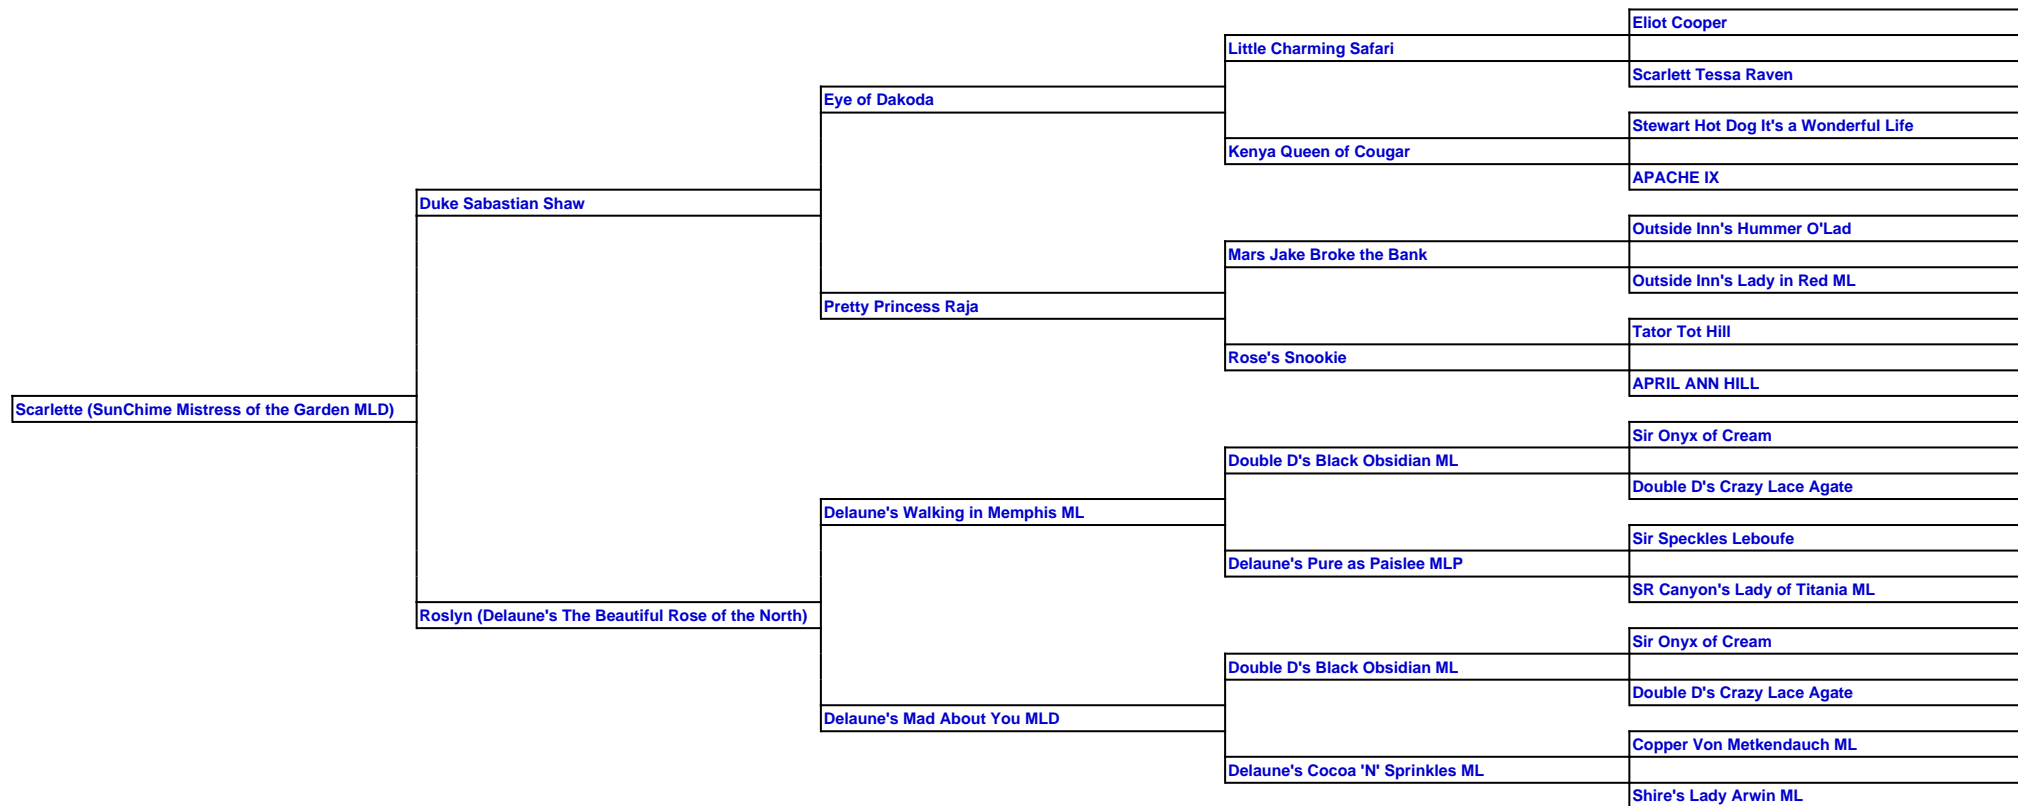 Eliot Cooper
Little Charming Safari
Scarlett Tessa Raven
Eye of Dakoda
Stewart Hot Dog It's a Wonderful Life
Kenya Queen of Cougar
APACHE IX
Duke Sabastian Shaw
Outside Inn's Hummer O'Lad
Mars Jake Broke the Bank
Outside Inn's Lady in Red ML
Pretty Princess Raja
Tator Tot Hill
Rose's Snookie
APRIL ANN HILL
Scarlette (SunChime Mistress of the Garden MLD)
Sir Onyx of Cream
Double D's Black Obsidian ML
Double D's Crazy Lace Agate
Delaune's Walking in Memphis ML
Sir Speckles Leboufe
Delaune's Pure as Paislee MLP
SR Canyon's Lady of Titania ML
Roslyn (Delaune's The Beautiful Rose of the North)
Sir Onyx of Cream
Double D's Black Obsidian ML
Double D's Crazy Lace Agate
Delaune's Mad About You MLD
Copper Von Metkendauch ML
Delaune's Cocoa 'N' Sprinkles ML
Shire's Lady Arwin ML